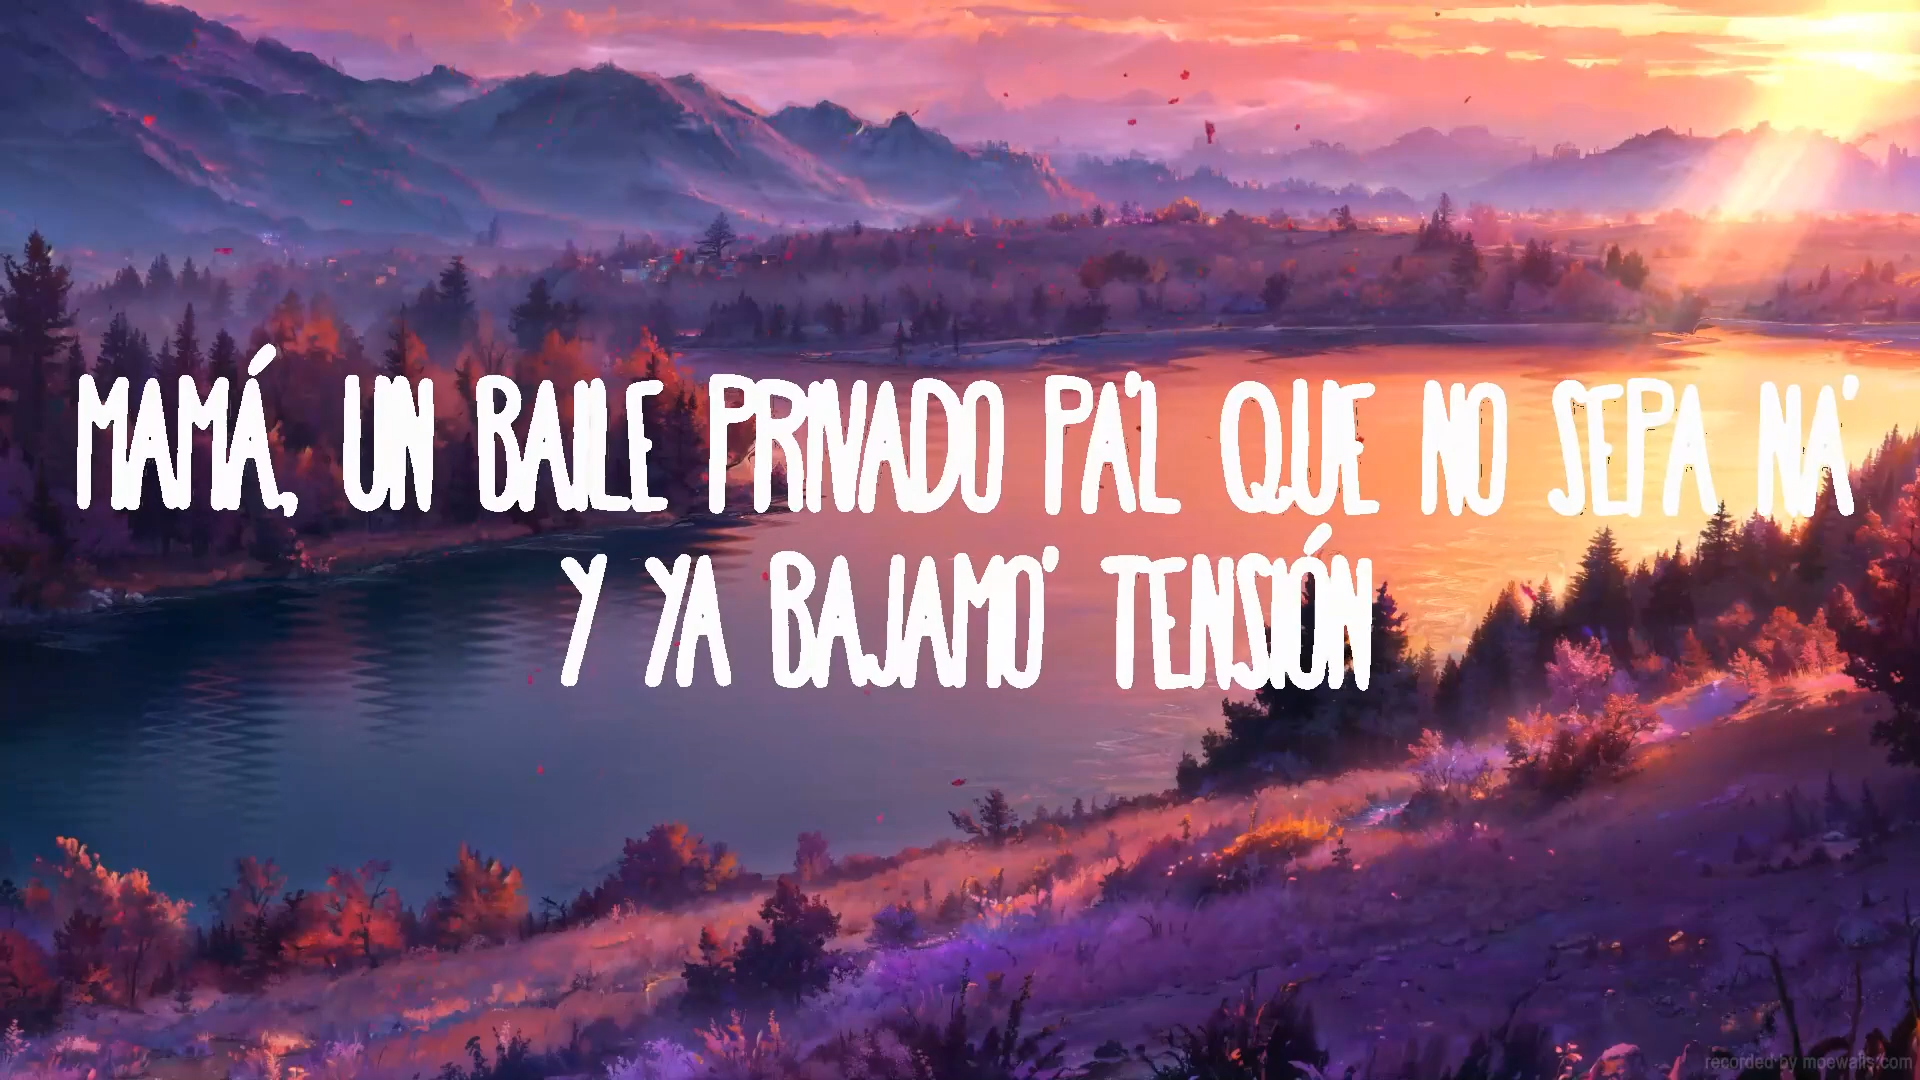 MAMÁ, UN BAILE PRIVADO PA'L QUE NO SEPA NA'
Y YA BAJAMO' TENSIÓN
recorded by moewalls.com